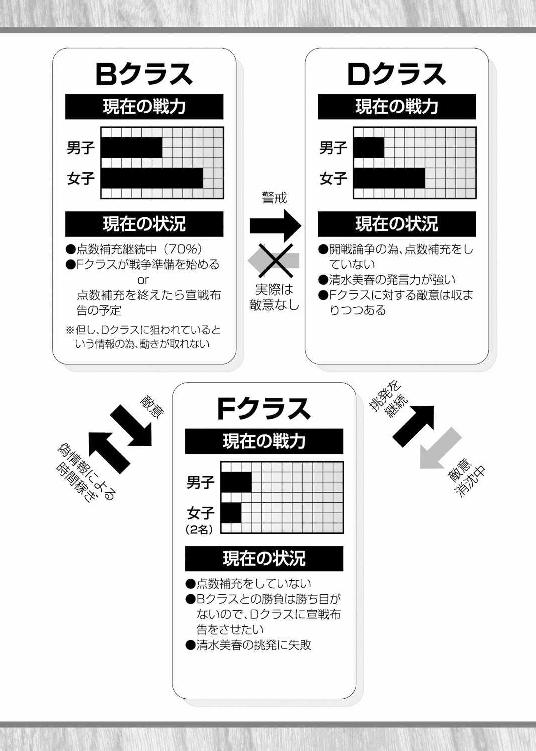 Bクラス
現在の戦力
男子
女子
現在の状況
●点数補充継続中（70％）
●Fクラスが戦争準備を始める
or
点数補充を終えたら宣戦布
告の予定
※但し、Dクラスに狙われていると
いう情報の為、動きが取れない
警戒
実際は
敵意なし
Dクラス
現在の戦力
男子
女子
現在の状況
●開戦論争の為、点数補充をし
ていない
●清水美春の発言力が強い
●Fクラスに対する敵意は収ま
りつつある
敵意
偽情報による
時間稼ぎ
挑発を
継続
敵意
消沈中
Fクラス
現在の戦力
男子
女子
(2名)
現在の状況
●点数補充をしていない
●Bクラスとの勝負は勝ち目が
ないので、Dクラスに宣戦布
告をさせたい
●清水美春の挑発に失敗